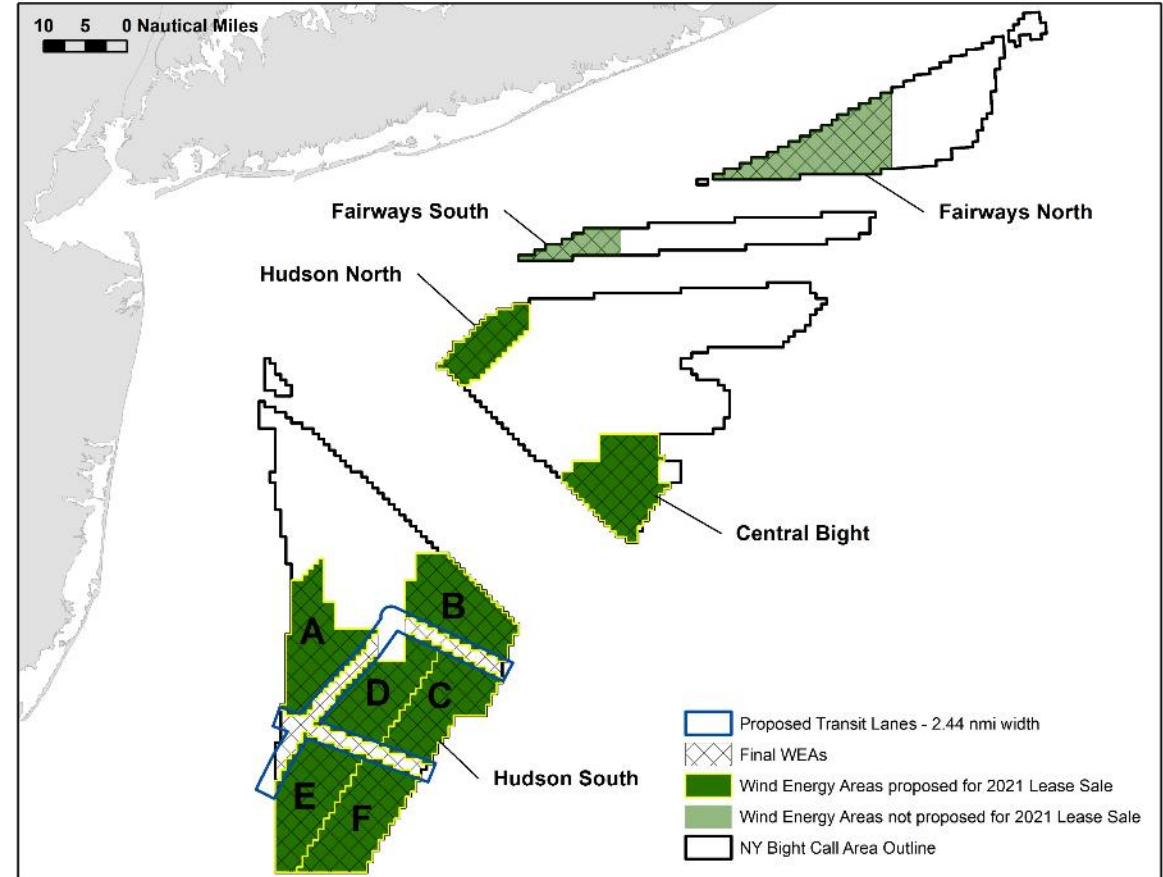 10 5 0 Nautical Miles
Fairways South
Fairways North
Hudson North
Central Bight
A
B
D
C
E
F
Hudson South
Proposed Transit Lanes - 2.44 nmi width
Final WEAs
Wind Energy Areas proposed for 2021 Lease Sale
Wind Energy Areas not proposed for 2021 Lease Sale
NY Bight Call Area Outline